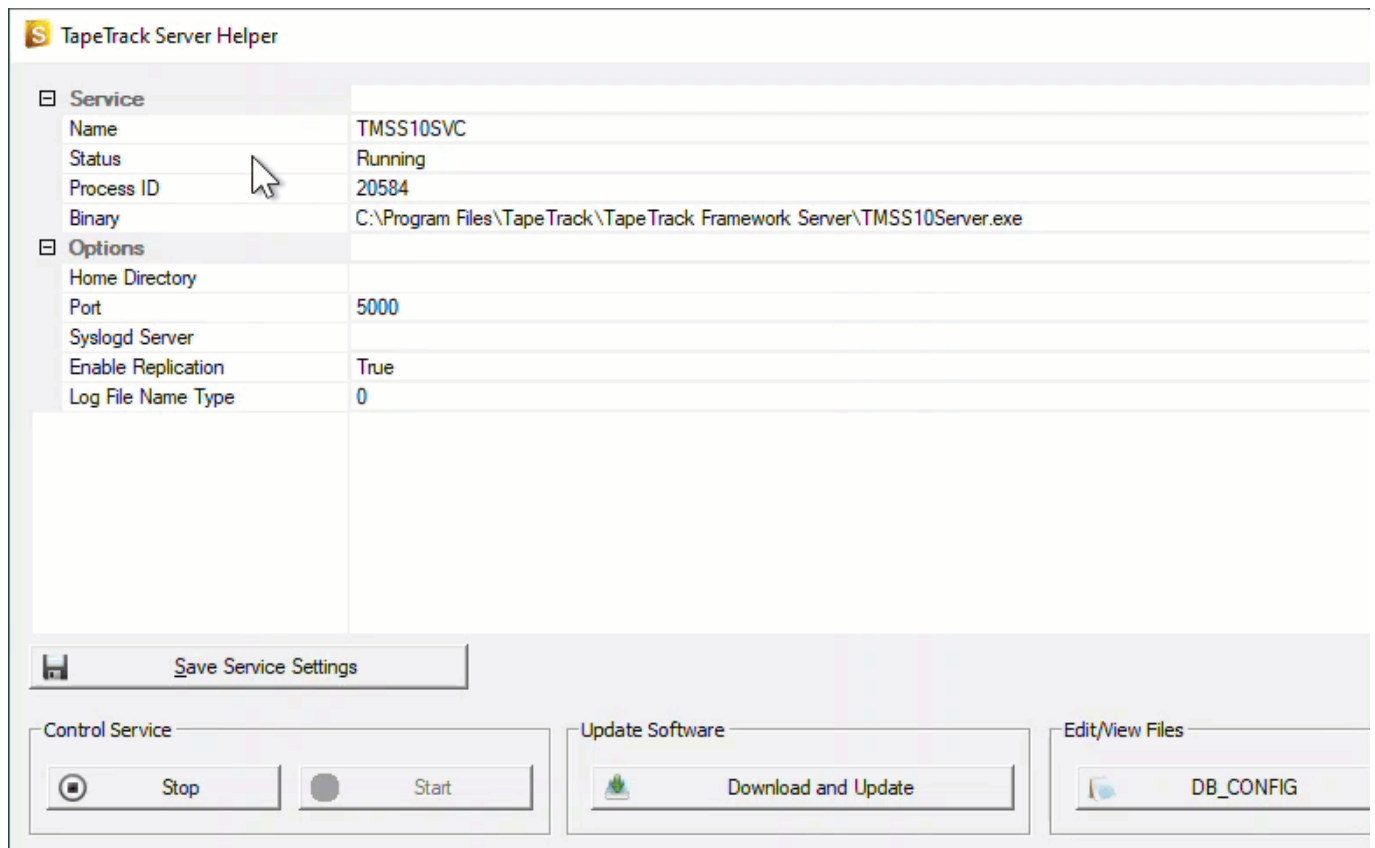 TapeTrack Server Helper
Service
Name TMSS10SVC
Status Running
Process ID 20584
Binary C:\Program Files\TapeTrack\TapeTrack Framework Server\TMSS10Server.exe
Options
Home Directory
Port 5000
Syslogd Server
Enable Replication True
Log File Name Type 0
Save Service Settings
Control Service Update Software Edit/View Files
Stop Start Download and Update DB_CONFIG